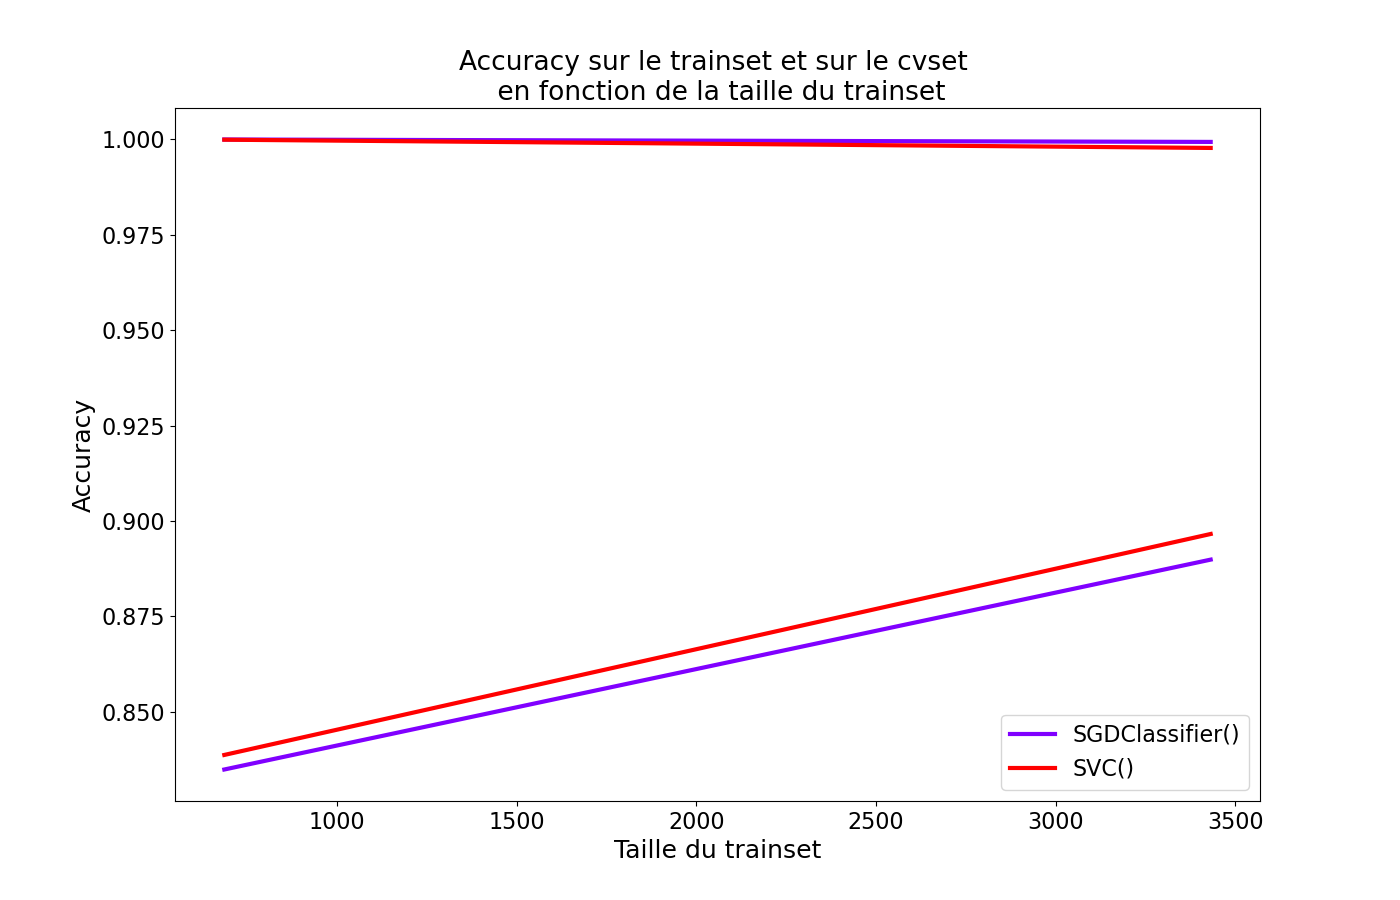 Accuracy sur le trainset et sur le cvset
en fonction de la taille du trainset
1.000
0.975
0.950
0.925
0.900
0.875
0.850
Accuracy
SGDClassifier()
SVC()
1000 1500 2000 2500 3000 3500
Taille du trainset